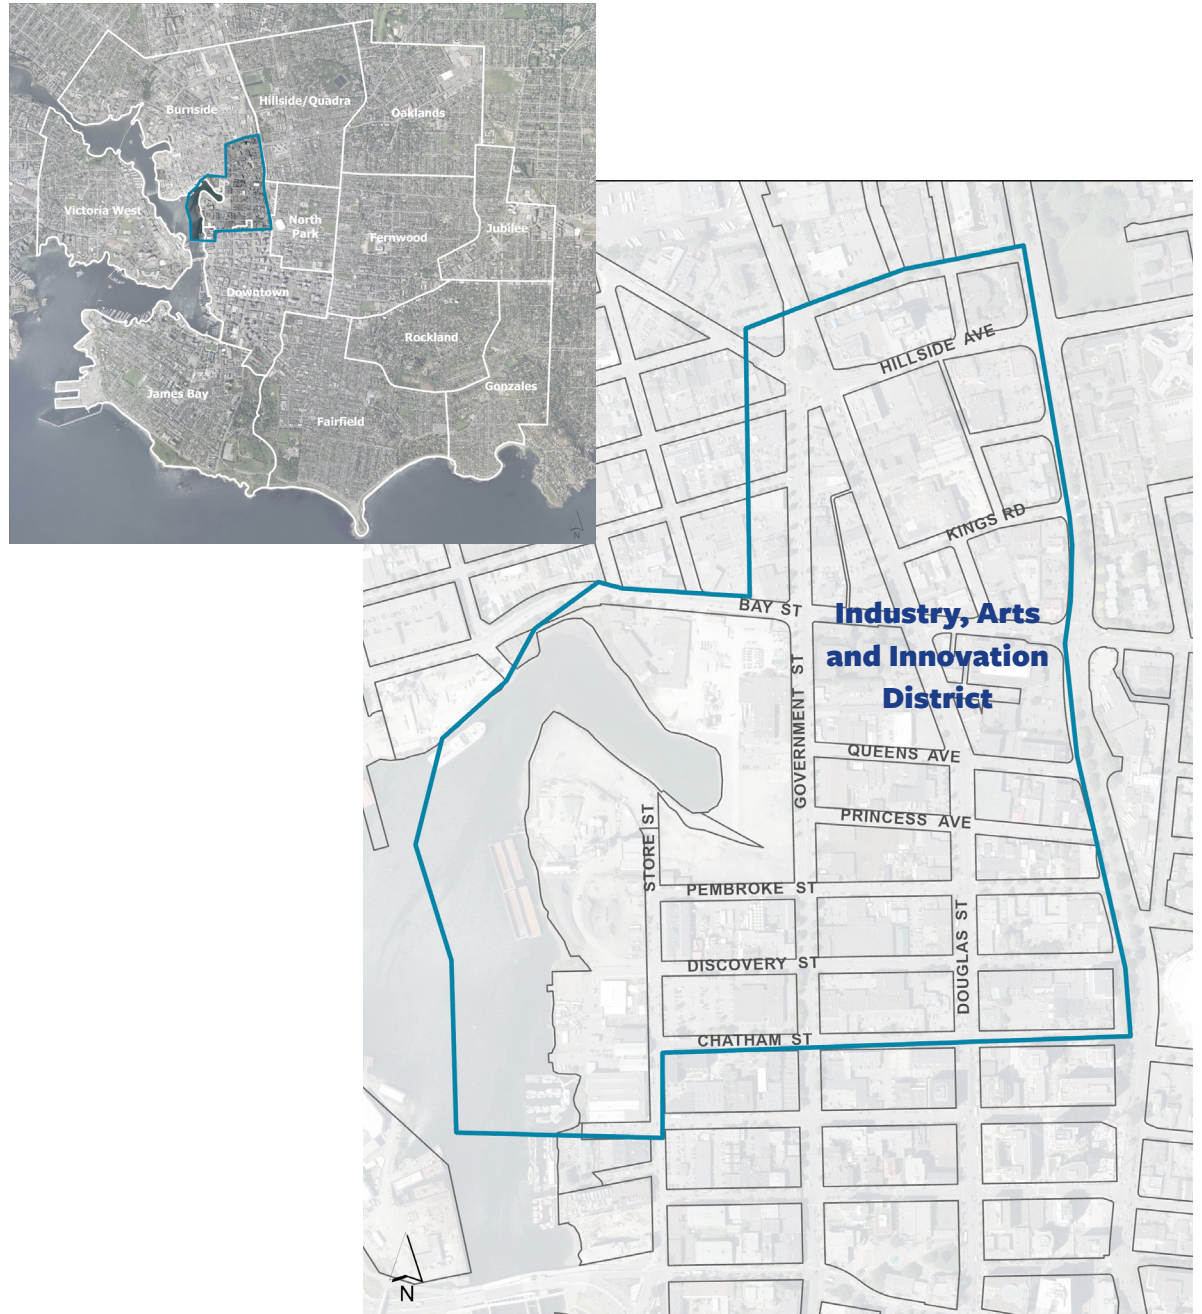 Burnside
Hillside/Quadra
Oaklands
Victoria West
North
Park
Fernwood
Jubilee
Downtown
Rockland
James Bay
Gonzales
Fairfield
N
HILLSIDE AVE
KINGS RD
BAY ST
Industry, Arts
and Innovation
District
GOVERNMENT ST
QUEENS AVE
PRINCESS AVE
STORE ST
PEMBROKE ST
DOUGLAS ST
DISCOVERY ST
CHATHAM ST
N